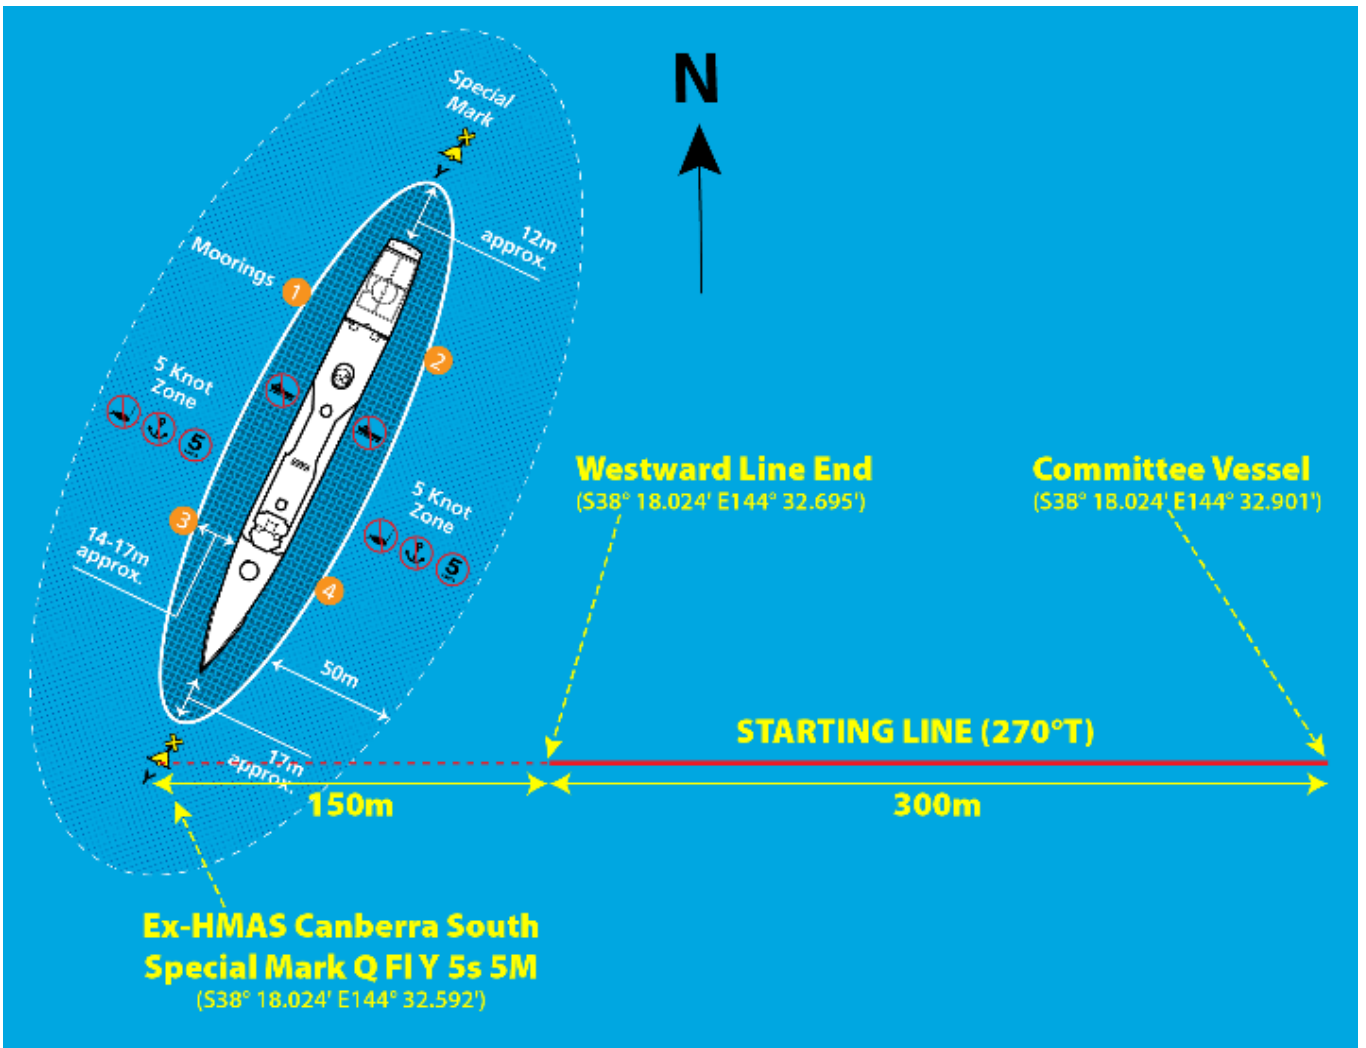 Special
Mark
N
Y
12m
approx.
Moorings
1
2
5 Knot
Zone
5
3
14-17m
approx.
5 Knot
Zone
5
4
50m
17m
approx.
Y
Westward Line End
(S38° 18.024' E144° 32.695')
Committee Vessel
(S38° 18.024' E144° 32.901')
STARTING LINE (270°T)
150m
300m
Ex-HMAS Canberra South
Special Mark Q Fl Y 5s 5M
(S38° 18.024' E144° 32.592')